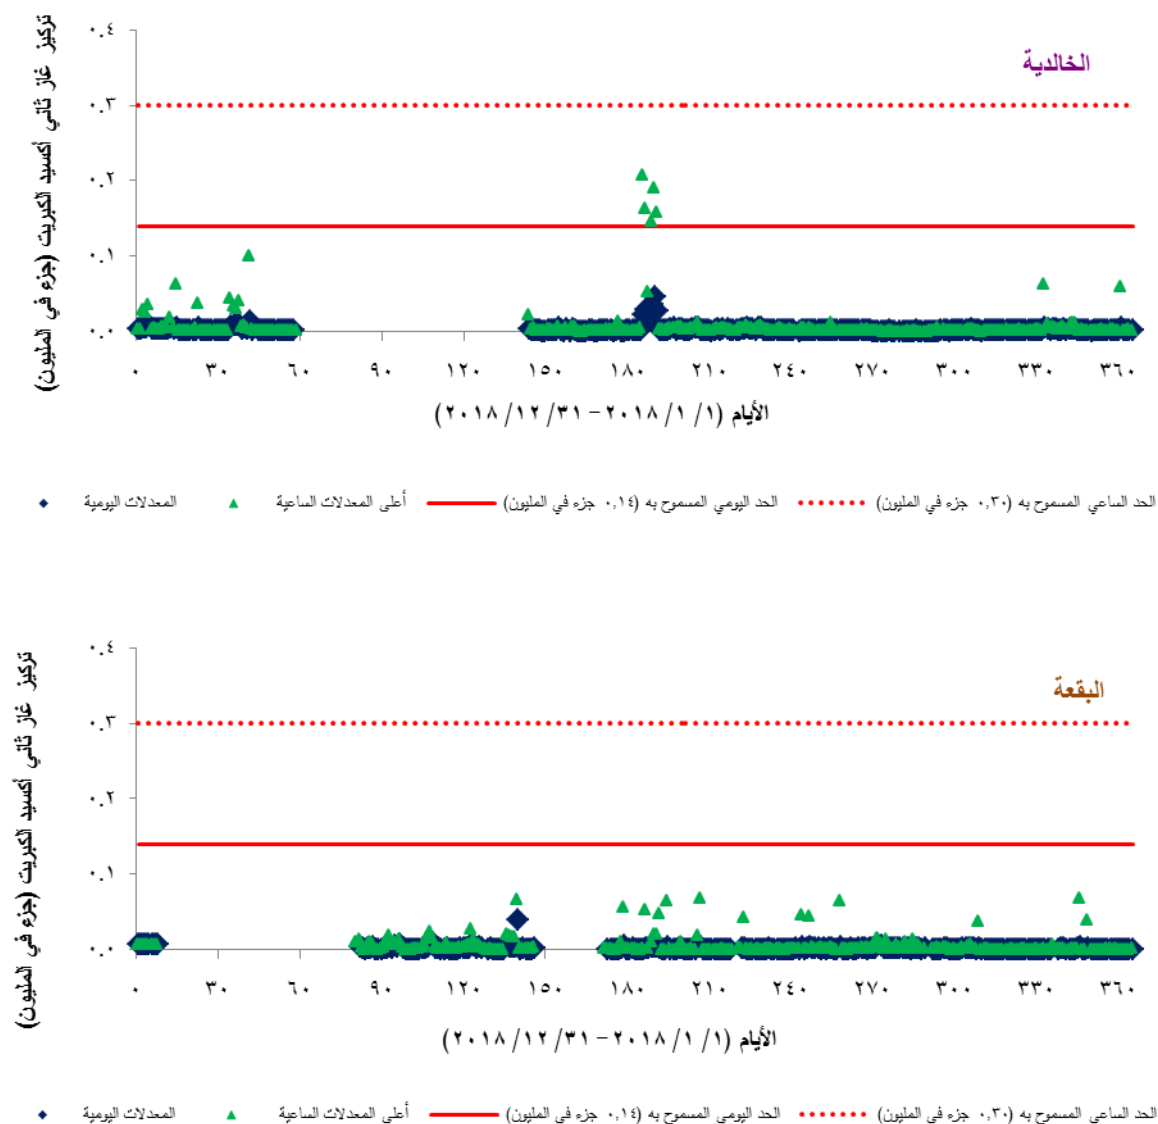 الخالدية
تركيز غاز ثاني أكسيد الكبريت (جزء في المليون)
٠.٤
٠.٣
٠.٢
٠.١
٠.٠
٠ ٣٠ ٦٠ ٩٠ ١٢٠ ١٥٠ ١٨٠ ٢١٠ ٢٤٠ ٢٧٠ ٣٠٠ ٣٣٠ ٣٦٠
الأيام (٢٠١٨/١/١ - ٢٠١٨/١٢/٣١)
المعدلات اليومية أعلى المعدلات الساعية الحد اليومي المسموح به (٠,١٤ جزء في المليون) الحد الساعي المسموح به (٠,٣٠ جزء في المليون)
البقعة
تركيز غاز ثاني أكسيد الكبريت (جزء في المليون)
٠.٤
٠.٣
٠.٢
٠.١
٠.٠
٠ ٣٠ ٦٠ ٩٠ ١٢٠ ١٥٠ ١٨٠ ٢١٠ ٢٤٠ ٢٧٠ ٣٠٠ ٣٣٠ ٣٦٠
الأيام (٢٠١٨/١/١ - ٢٠١٨/١٢/٣١)
المعدلات اليومية أعلى المعدلات الساعية الحد اليومي المسموح به (٠,١٤ جزء في المليون) الحد الساعي المسموح به (٠,٣٠ جزء في المليون)